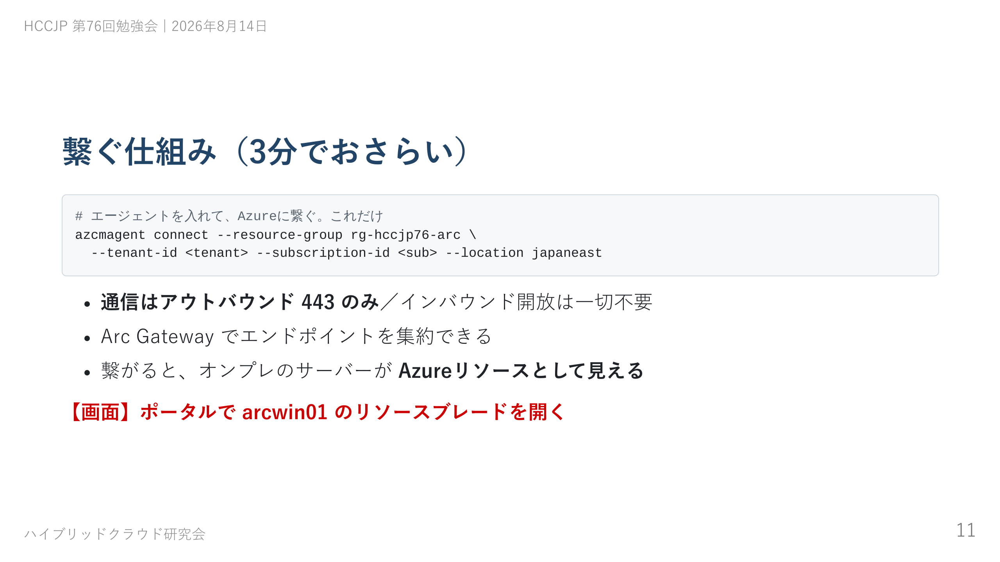 HCCJP 第76回勉強会 | 2026年8月14日
繋ぐ仕組み（3分でおさらい）
# エージェントを入れて、Azureに繋ぐ。これだけ
azcmagent connect --resource-group rg-hccjp76-arc \
  --tenant-id <tenant> --subscription-id <sub> --location japaneast
• 通信はアウトバウンド 443 のみ／インバウンド開放は一切不要
• Arc Gateway でエンドポイントを集約できる
• 繋がると、オンプレのサーバーが Azureリソースとして見える
【画面】ポータルで arcwin01 のリソースブレードを開く
ハイブリッドクラウド研究会
11